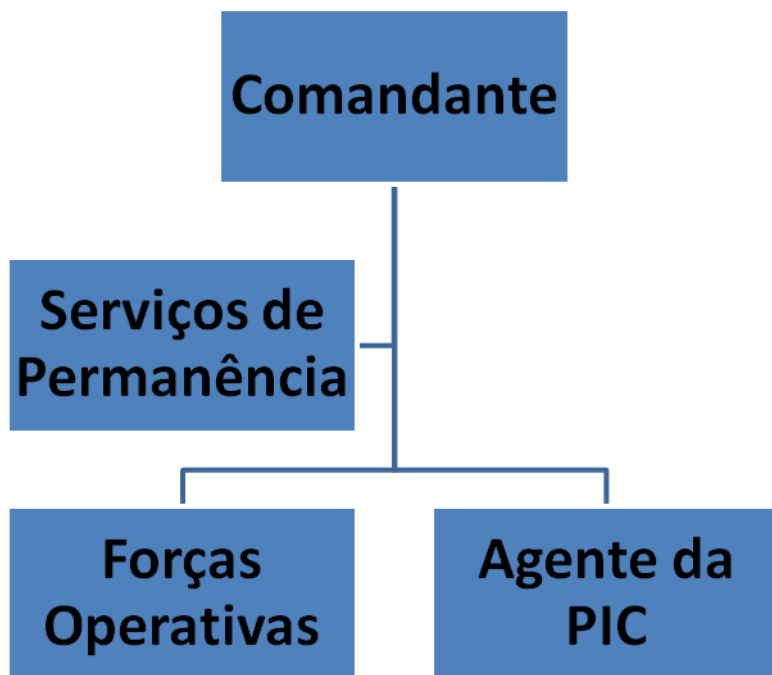 Comandante
Serviços de
Permanência
Forças
Operativas
Agente da
PIC